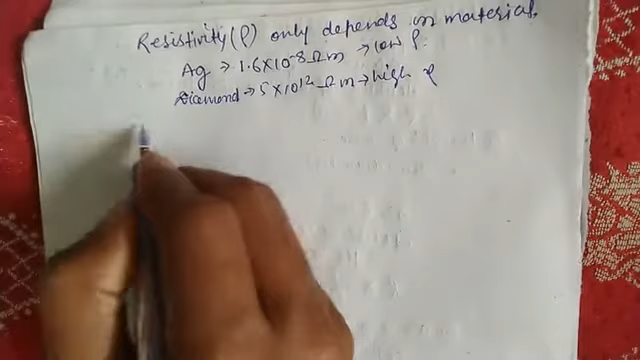 Resistivity (ρ) only depends on material.
Ag → 1.6×10-8 Ωm → low ρ.
Diamond → 5×10¹² Ωm → high ρ